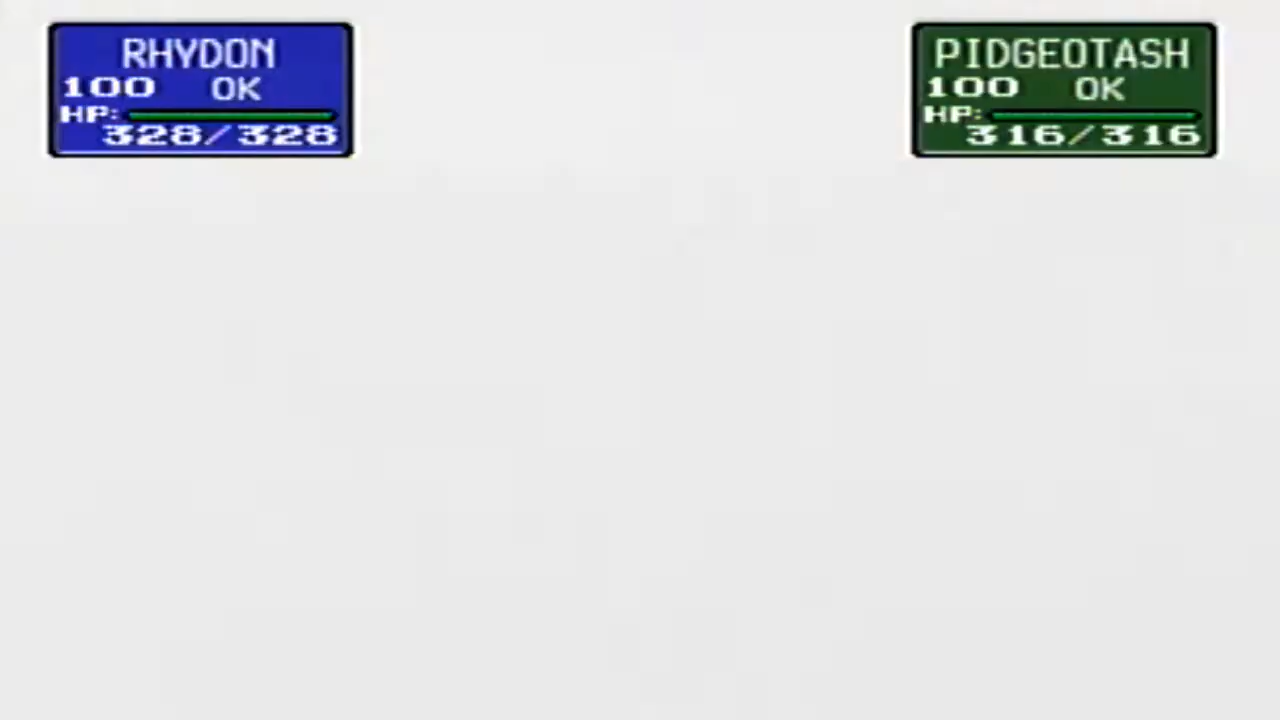 RHYDON
100 OK
HP:
328/328
PIDGEOTASH
100 OK
HP:
316/316